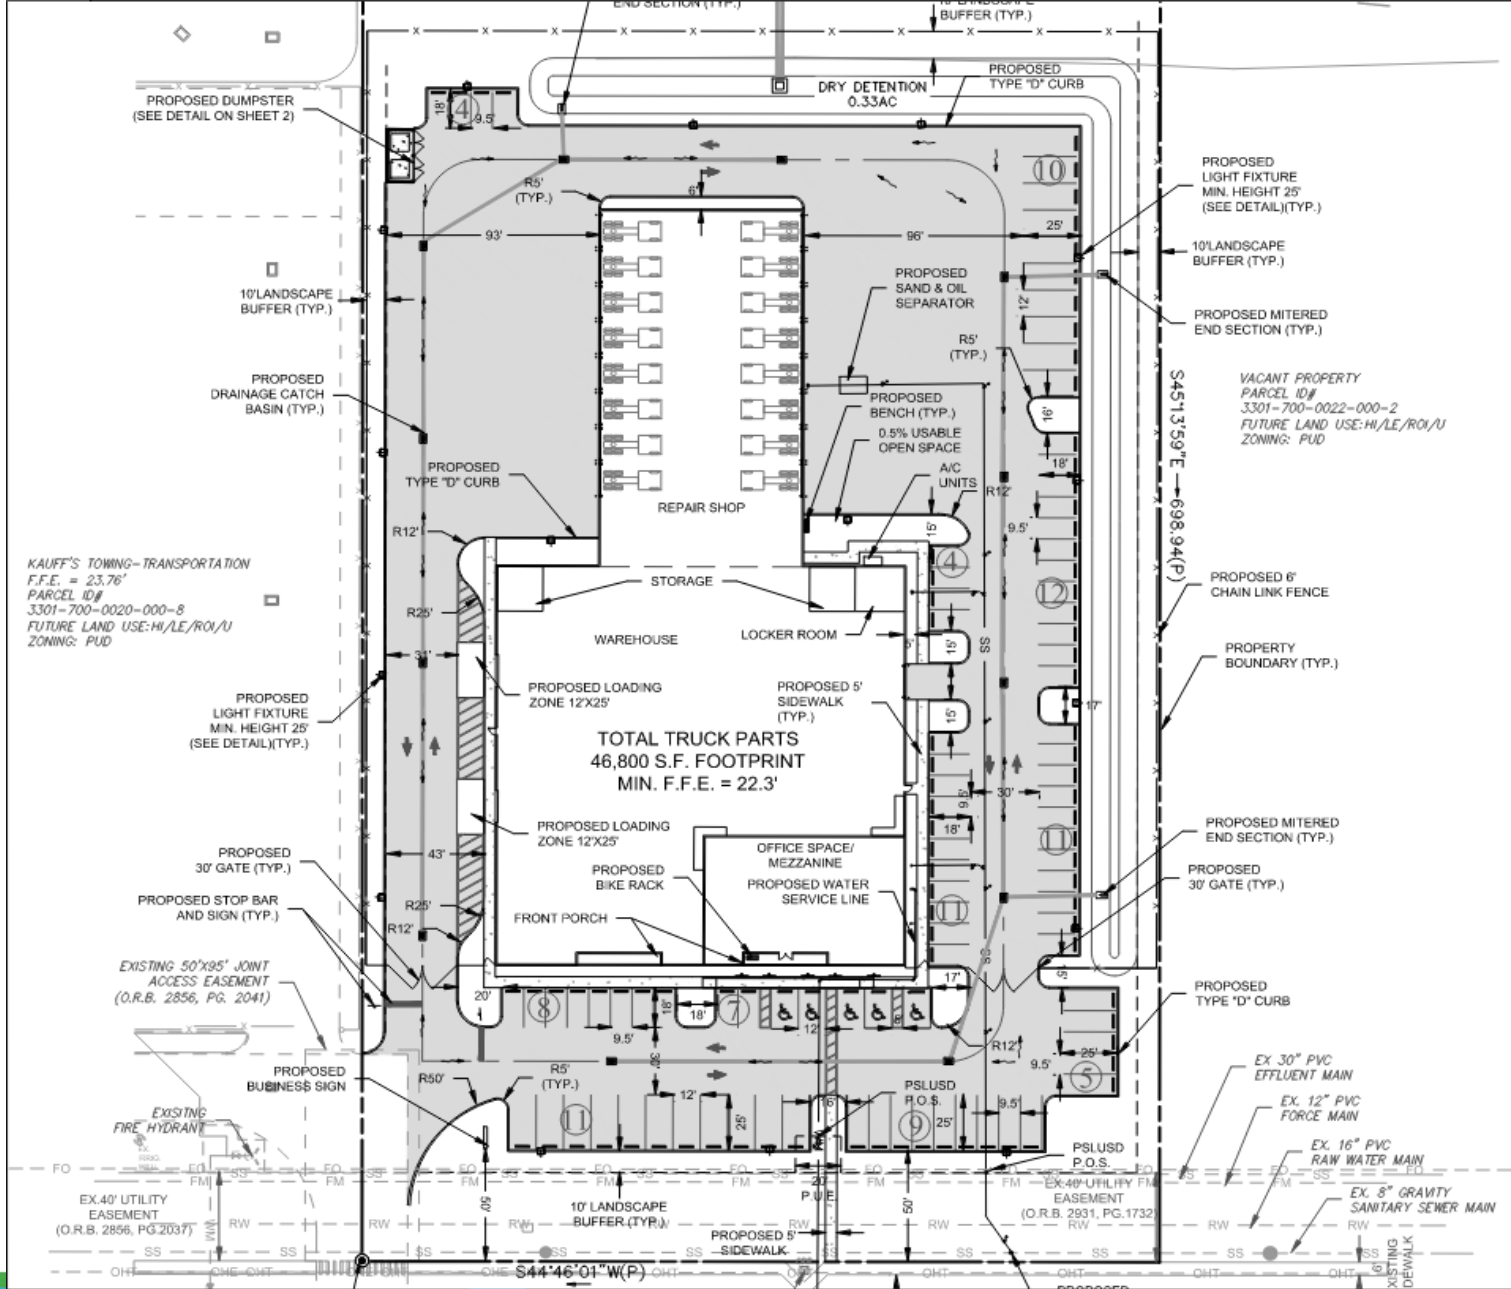 END SECTION (TYP.)
BUFFER (TYP.)
PROPOSED DUMPSTER
(SEE DETAIL ON SHEET 2)
18'
4
9.5'
DRY DETENTION
0.33AC
PROPOSED
TYPE "D" CURB
10
PROPOSED
LIGHT FIXTURE
MIN. HEIGHT 25'
(SEE DETAIL)(TYP.)
R5'
(TYP.)
6'
93'
96'
25'
10'LANDSCAPE
BUFFER (TYP.)
10'LANDSCAPE
BUFFER (TYP.)
PROPOSED
SAND & OIL
SEPARATOR
12'
PROPOSED MITERED
END SECTION (TYP.)
R5'
(TYP.)
PROPOSED
DRAINAGE CATCH
BASIN (TYP.)
PROPOSED
BENCH (TYP.)
16'
S45°13'59"E
698.94(P)
VACANT PROPERTY
PARCEL ID#
3301-700-0022-000-2
FUTURE LAND USE:HI/LE/ROI/U
ZONING: PUD
0.5% USABLE
OPEN SPACE
PROPOSED
TYPE "D" CURB
A/C
UNITS
18'
R12'
REPAIR SHOP
15'
9.5'
R12'
4
KAUFF'S TOWING-TRANSPORTATION
F.F.E. = 23.76'
PARCEL ID#
3301-700-0020-000-8
FUTURE LAND USE:HI/LE/ROI/U
ZONING: PUD
STORAGE
12
PROPOSED 6'
CHAIN LINK FENCE
R25'
WAREHOUSE
LOCKER ROOM
5'
15'
SS
31'
PROPERTY
BOUNDARY (TYP.)
PROPOSED LOADING
ZONE 12'X25'
PROPOSED 5'
SIDEWALK
(TYP.)
15'
17'
PROPOSED
LIGHT FIXTURE
MIN. HEIGHT 25'
(SEE DETAIL)(TYP.)
TOTAL TRUCK PARTS
46,800 S.F. FOOTPRINT
MIN. F.F.E. = 22.3'
9.5'
30'
PROPOSED LOADING
ZONE 12'X25'
18'
11
PROPOSED MITERED
END SECTION (TYP.)
PROPOSED
30' GATE (TYP.)
43'
OFFICE SPACE/
MEZZANINE
PROPOSED
BIKE RACK
PROPOSED WATER
SERVICE LINE
PROPOSED
30' GATE (TYP.)
PROPOSED STOP BAR
AND SIGN (TYP.)
R25'
R12'
FRONT PORCH
11
SS
EXISTING 50'X95' JOINT
ACCESS EASEMENT
(O.R.B. 2856, PG. 2041)
20'
17'
15'
PROPOSED
TYPE "D" CURB
8
18'
18'
7
12'
8'
9.5'
30'
R12'
9.5'
25'
5
PROPOSED
BUSINESS SIGN
R50'
R5'
(TYP.)
EX 30" PVC
EFFLUENT MAIN
EXISITNG
FIRE HYDRANT
12'
25'
11
PSLUSD
P.O.S.
9.5'
9
25'
EX. 12" PVC
FORCE MAIN
PSLUSD
P.O.S.
EX. 16" PVC
RAW WATER MAIN
FO
FM
SS
EX.40' UTILITY
EASEMENT
(O.R.B. 2856, PG.2037)
WM
RW
50'
10' LANDSCAPE
BUFFER (TYP.)
20'
P.U.E.
50'
EX.40' UTILITY
EASEMENT
(O.R.B. 2931, PG.1732)
EX. 8" GRAVITY
SANITARY SEWER MAIN
RW
PROPOSED 5'
SIDEWALK
SS
S44°46'01"W(P)
OHT
6'